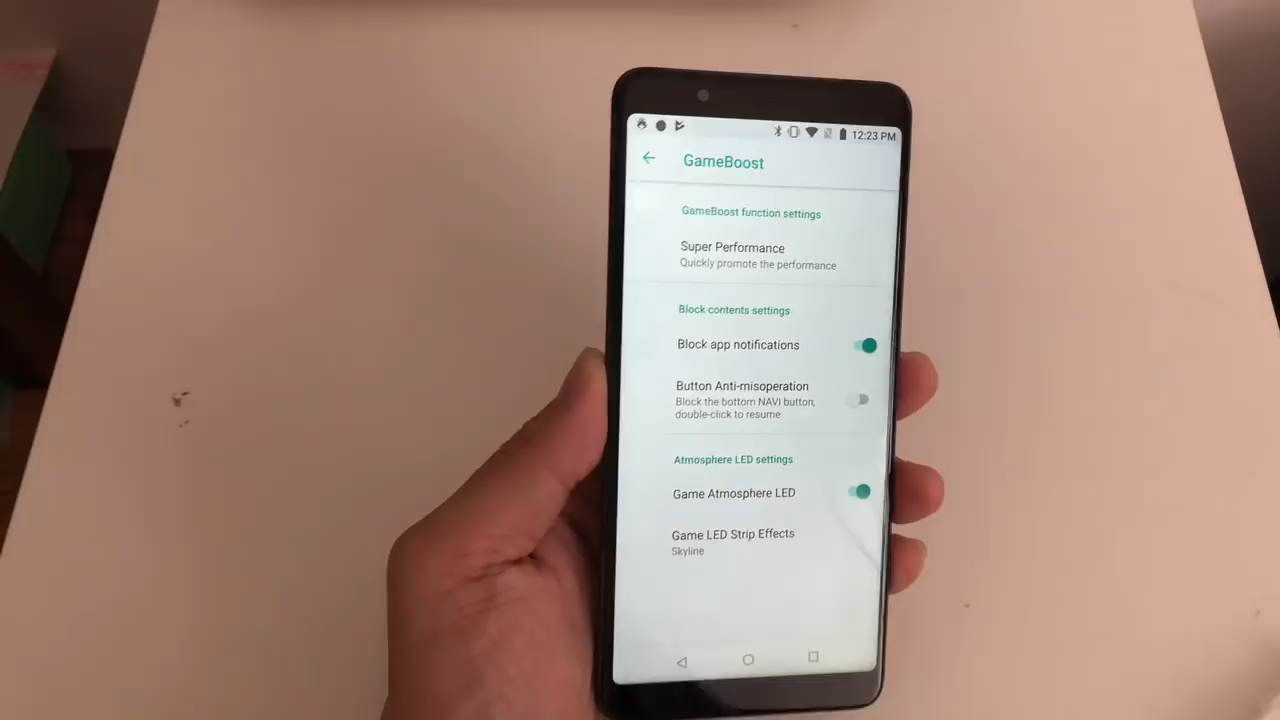 12:23 PM
GameBoost
GameBoost function settings
Super Performance
Quickly promote the performance
Block contents settings
Block app notifications
Button Anti-misoperation
Block the bottom NAVI button,
double-click to resume
Atmosphere LED settings
Game Atmosphere LED
Game LED Strip Effects
Skyline